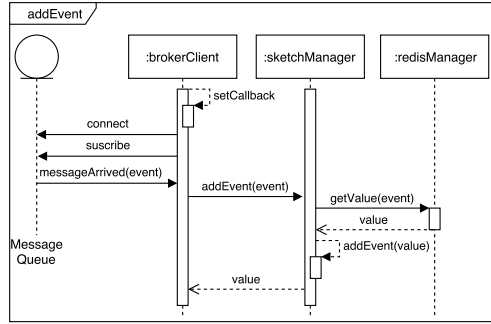 addEvent
:brokerClient
:sketchManager
:redisManager
setCallback
connect
suscribe
messageArrived(event)
addEvent(event)
getValue(event)
value
Message
Queue
addEvent(value)
value